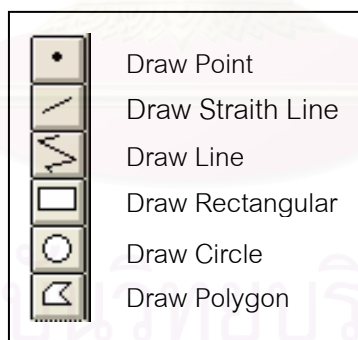 Draw Point
Draw Straith Line
Draw Line
Draw Rectangular
Draw Circle
Draw Polygon